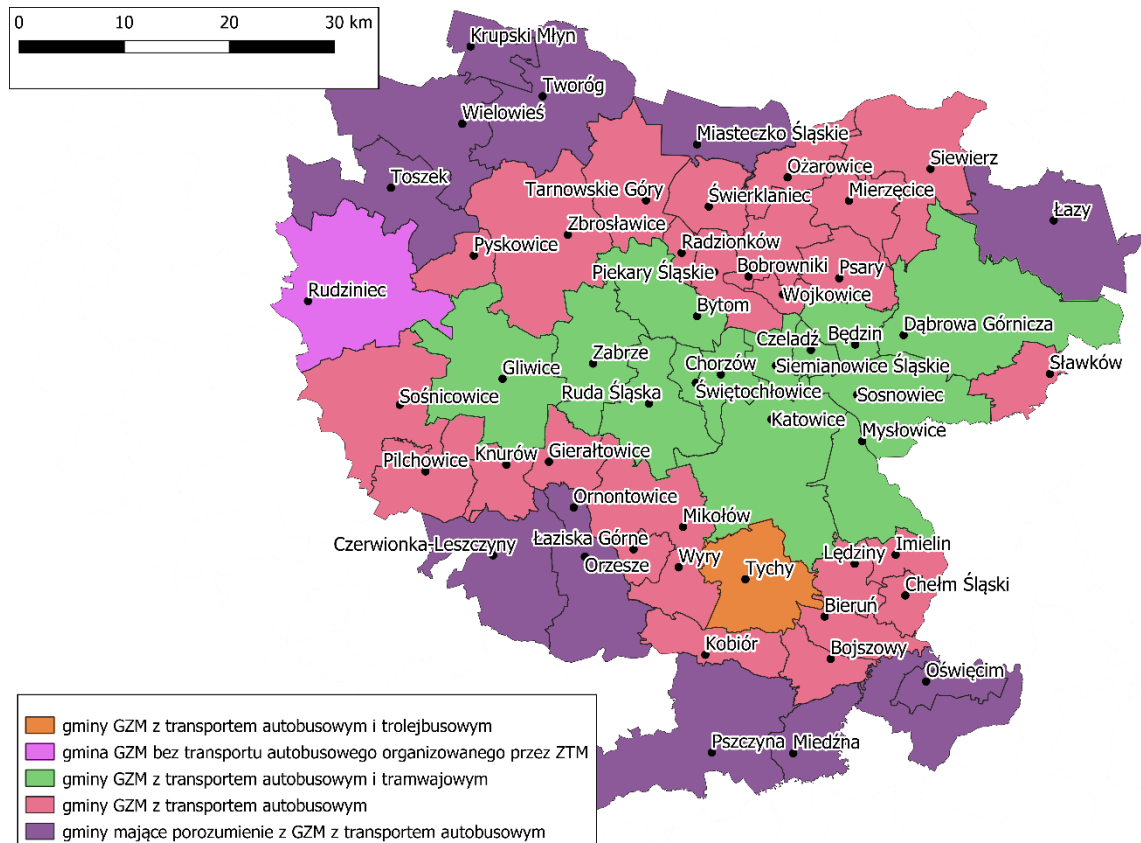 0 10 20 30 km
Krupski Młyn
Tworóg
Wielowieś
Miasteczko Śląskie
Ożarowice
Siewierz
Toszek
Tarnowskie Góry
Świerklaniec
Mierzęcice
Łazy
Zbrosławice
Pyskowice
Radzionków
Piekary Śląskie
Bobrowniki
Psary
Rudziniec
Wojkowice
Bytom
Czeladź
Będzin
Dąbrowa Górnicza
Zabrze
Chorzów
Siemianowice Śląskie
Sławków
Gliwice
Ruda Śląska
Świętochłowice
Sosnowiec
Sośnicowice
Katowice
Mysłowice
Pilchowice
Knurów
Gierałtowice
Ornontowice
Mikołów
Czerwionka-Leszczyny
Łaziska Górne
Orzesze
Wyry
Tychy
Lędziny
Imielin
Chełm Śląski
Bieruń
Kobiór
Bojszowy
Oświęcim
Pszczyna
Miedźna
gminy GZM z transportem autobusowym i trolejbusowym
gmina GZM bez transportu autobusowego organizowanego przez ZTM
gminy GZM z transportem autobusowym i tramwajowym
gminy GZM z transportem autobusowym
gminy mające porozumienie z GZM z transportem autobusowym